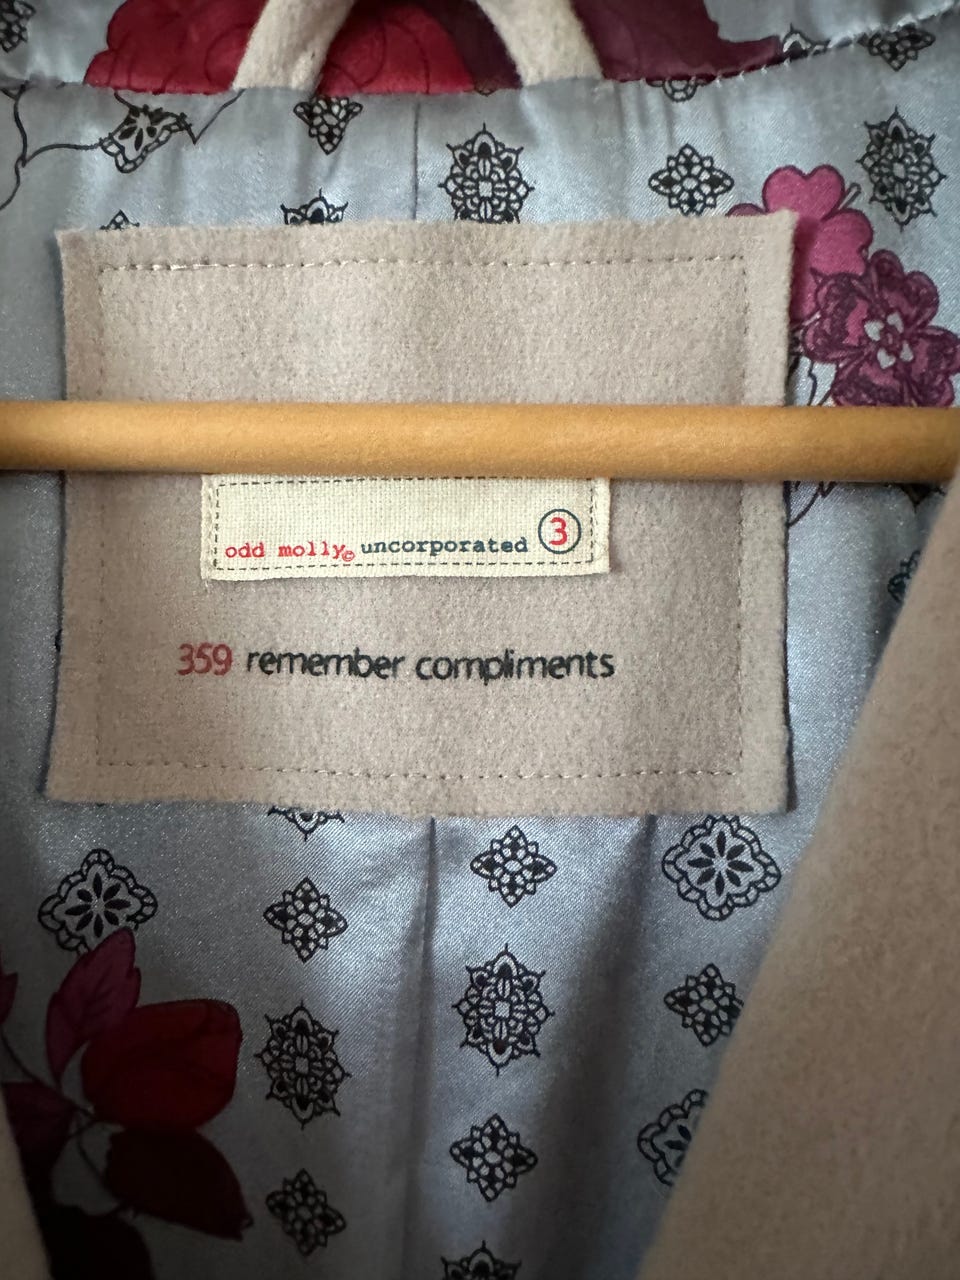 odd molly© uncorporated 3
359 remember compliments